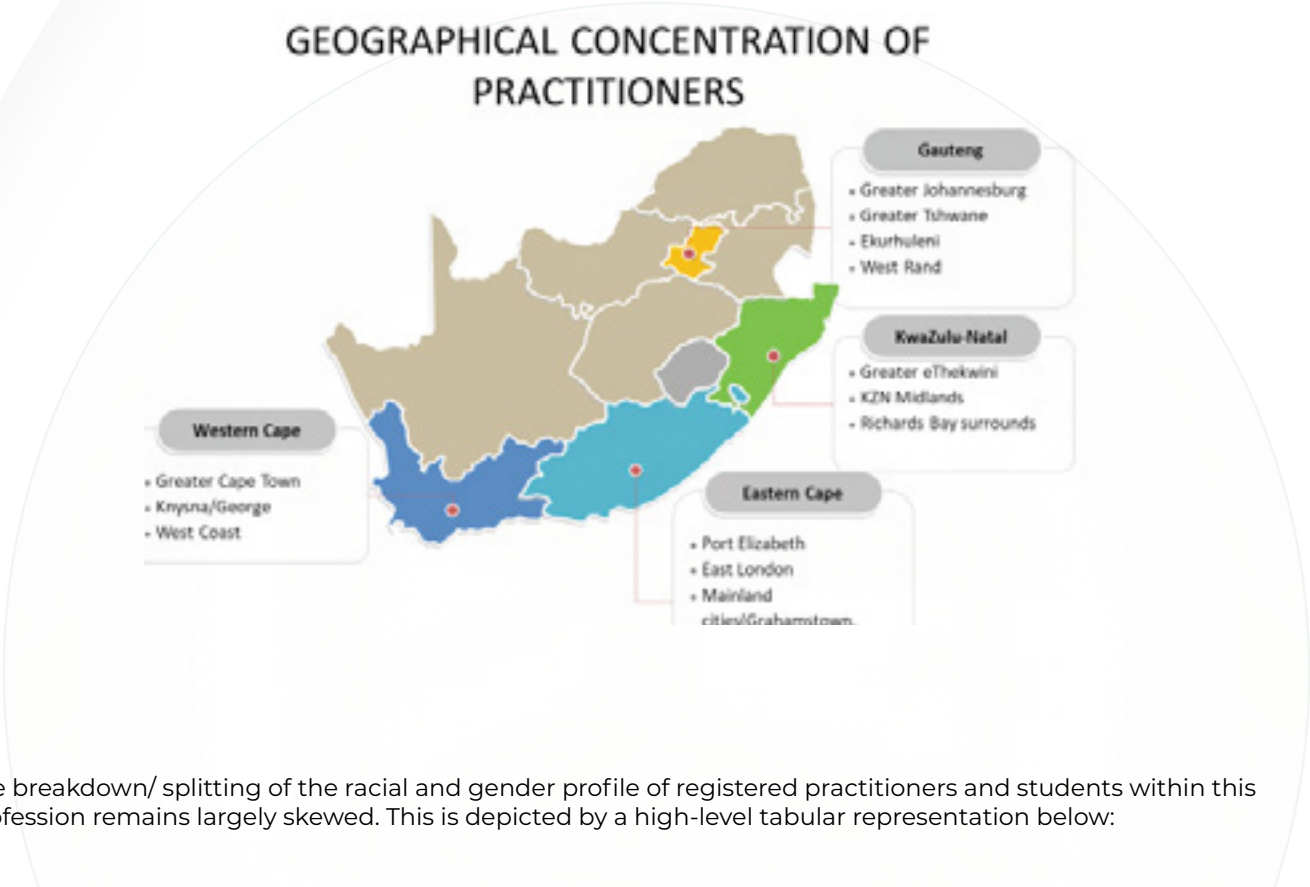 GEOGRAPHICAL CONCENTRATION OF
PRACTITIONERS
Gauteng
• Greater Johannesburg
• Greater Tshwane
• Ekurhuleni
• West Rand
KwaZulu-Natal
• Greater eThekwini
• KZN Midlands
• Richards Bay surrounds
Western Cape
• Greater Cape Town
• Knysna/George
• West Coast
Eastern Cape
• Port Elizabeth
• East London
• Mainland
cities/Grahamstown,
e breakdown/ splitting of the racial and gender profile of registered practitioners and students within this
ofession remains largely skewed. This is depicted by a high-level tabular representation below: